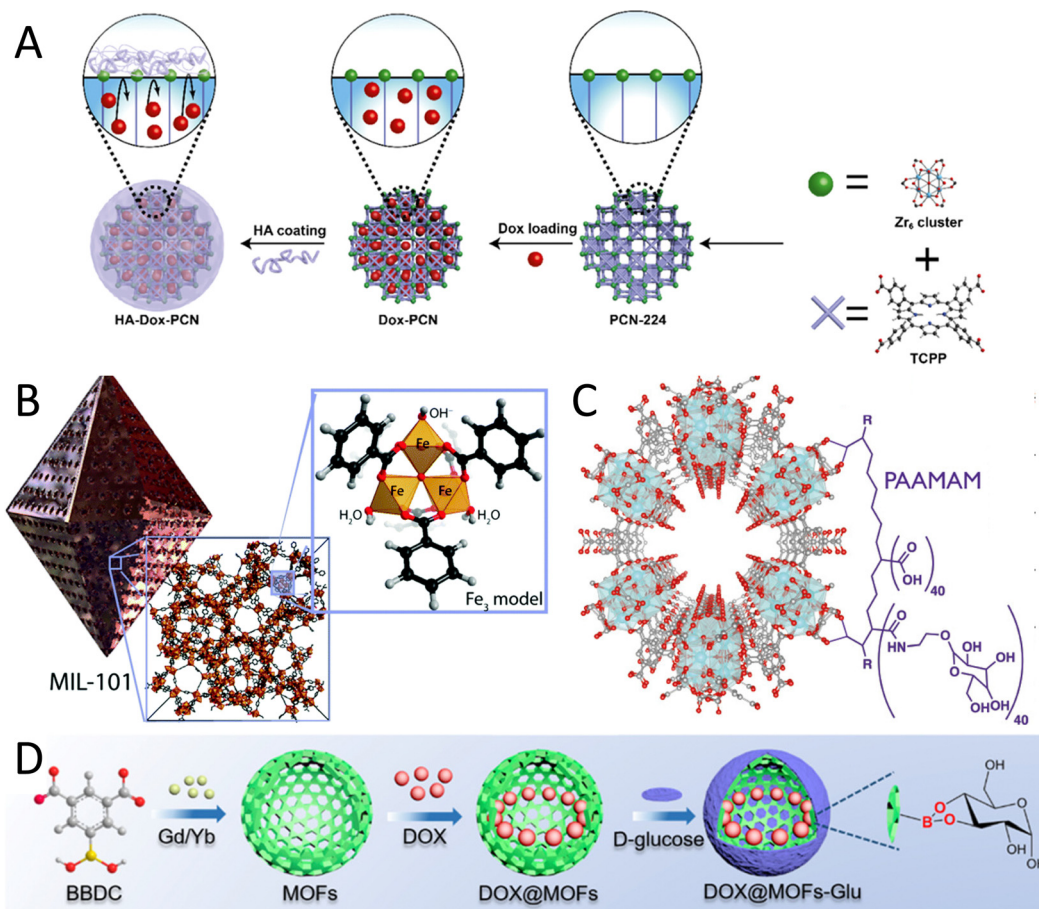 A
HA coating
Dox loading
HA-Dox-PCN
Dox-PCN
PCN-224
=
Zr₆ cluster
+
=
TCPP
B
OH⁻
Fe
Fe
Fe
H₂O
H₂O
Fe₃ model
MIL-101
C
R
PAAMAM
O
OH
40
O
HN
O
OH
O
OH
HO
OH
R
40
D
BBDC
Gd/Yb
MOFs
DOX
DOX@MOFs
D-glucose
DOX@MOFs-Glu
OH
O
B
O
O
HO
OH